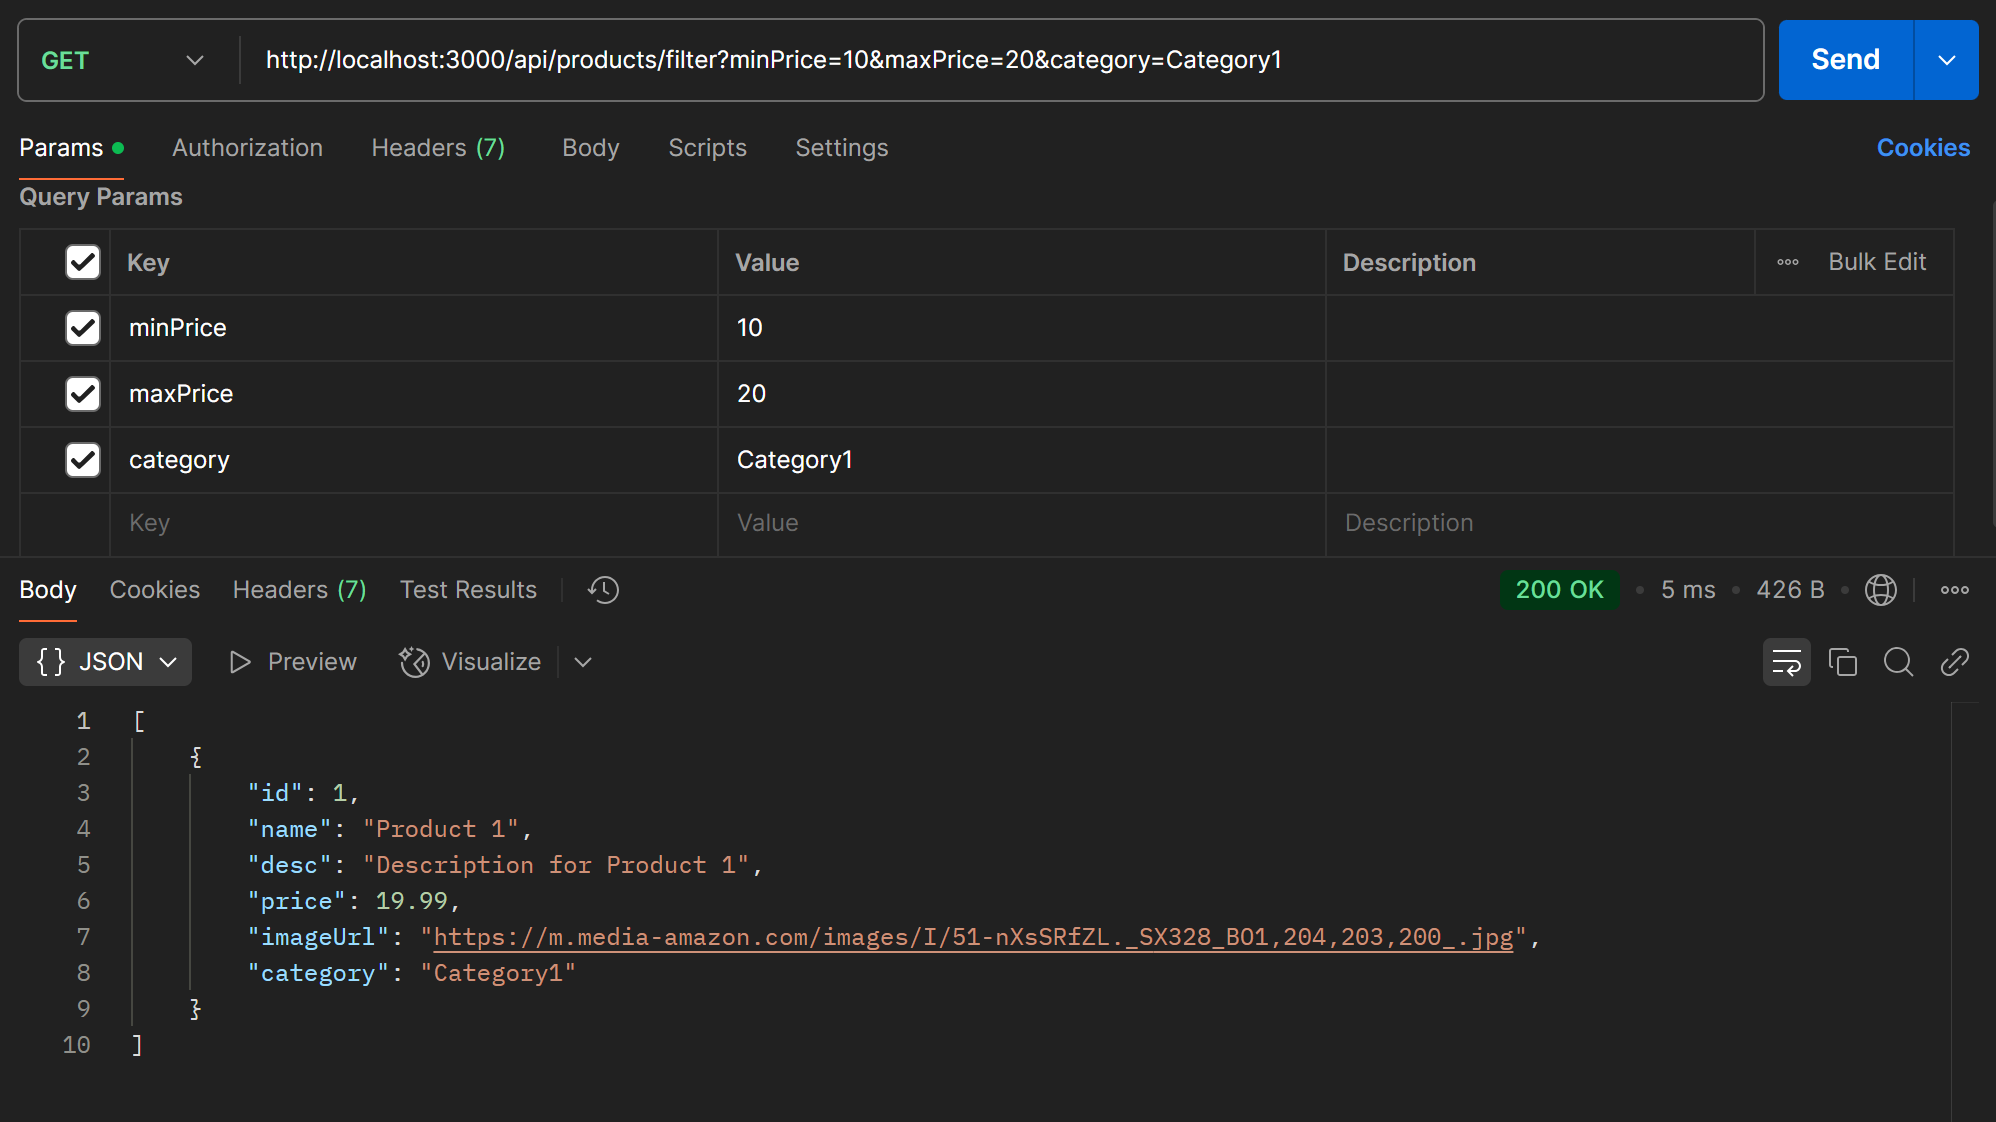 GET http://localhost:3000/api/products/filter?minPrice=10&maxPrice=20&category=Category1 Send
Params Authorization Headers (7) Body Scripts Settings Cookies
Query Params
Key Value Description Bulk Edit
minPrice 10
maxPrice 20
category Category1
Key Value Description
Body Cookies Headers (7) Test Results 200 OK • 5 ms • 426 B •
{} JSON Preview Visualize
1 [
2 {
3 "id": 1,
4 "name": "Product 1",
5 "desc": "Description for Product 1",
6 "price": 19.99,
7 "imageUrl": "https://m.media-amazon.com/images/I/51-nXsSRfZL._SX328_BO1,204,203,200_.jpg",
8 "category": "Category1"
9 }
10 ]